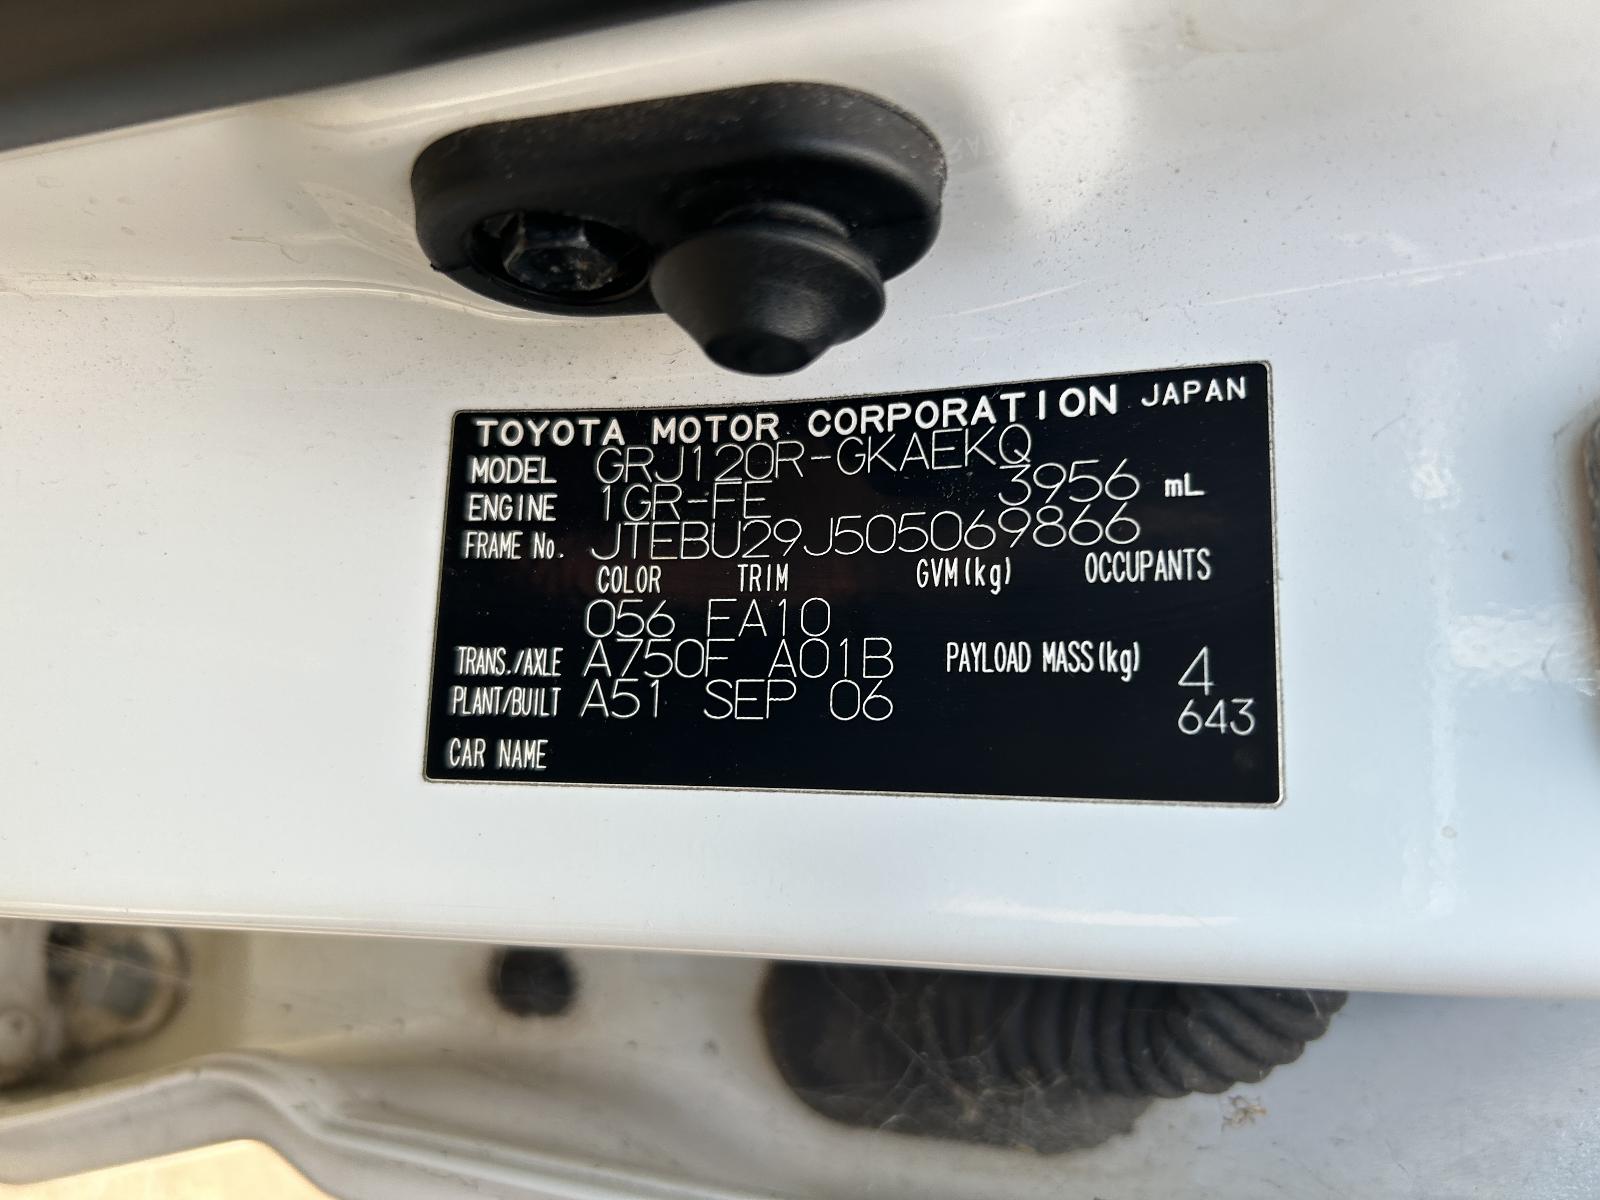 TOYOTA MOTOR CORPORATION JAPAN
MODEL GRJ120R-GKAEKQ
ENGINE 1GR-FE 3956 mL
FRAME No. JTEBU29J505069866
COLOR TRIM GVM(kg) OCCUPANTS
056 EA10
TRANS./AXLE A750F A01B PAYLOAD MASS(kg) 4
PLANT/BUILT A51 SEP 06 643
CAR NAME